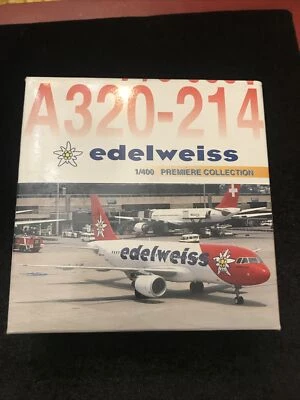 A320-214
edelweiss
1/400 PREMIERE COLLECTION
edelweiss